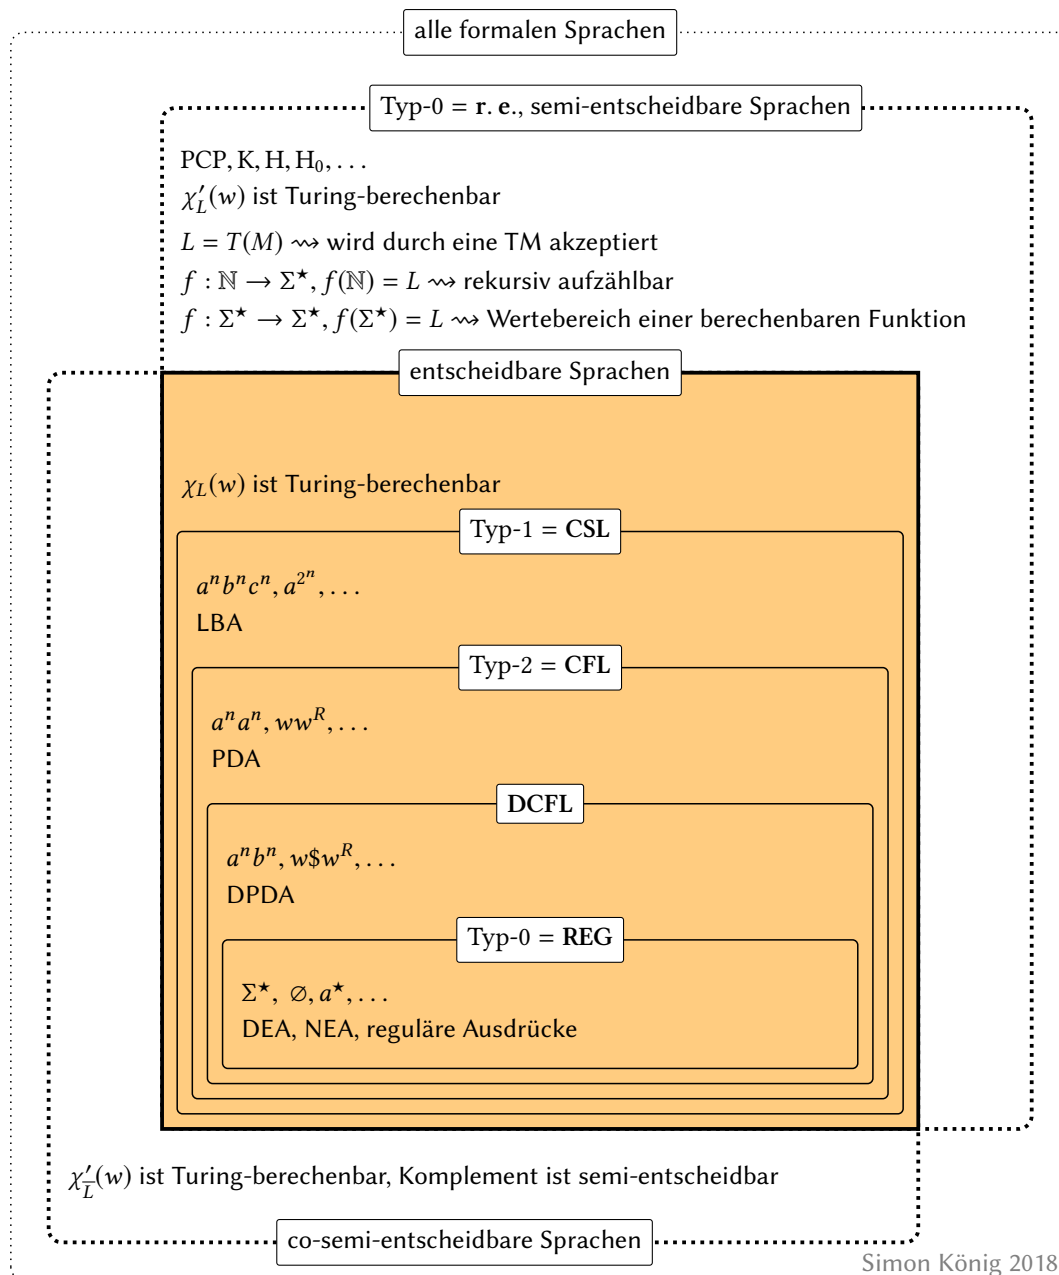 alle formalen Sprachen
Typ-0 = r. e., semi-entscheidbare Sprachen
PCP, K, H, H₀, . . .
χ′_L(w) ist Turing-berechenbar
L = T(M) ⇝ wird durch eine TM akzeptiert
f : ℕ → Σ★, f(ℕ) = L ⇝ rekursiv aufzählbar
f : Σ★ → Σ★, f(Σ★) = L ⇝ Wertebereich einer berechenbaren Funktion
entscheidbare Sprachen
χ_L(w) ist Turing-berechenbar
Typ-1 = CSL
aⁿbⁿcⁿ, a^{2ⁿ}, . . .
LBA
Typ-2 = CFL
aⁿaⁿ, wwᴿ, . . .
PDA
DCFL
aⁿbⁿ, w$wᴿ, . . .
DPDA
Typ-0 = REG
Σ★, ∅, a★, . . .
DEA, NEA, reguläre Ausdrücke
χ′_L̅(w) ist Turing-berechenbar, Komplement ist semi-entscheidbar
co-semi-entscheidbare Sprachen
Simon König 2018